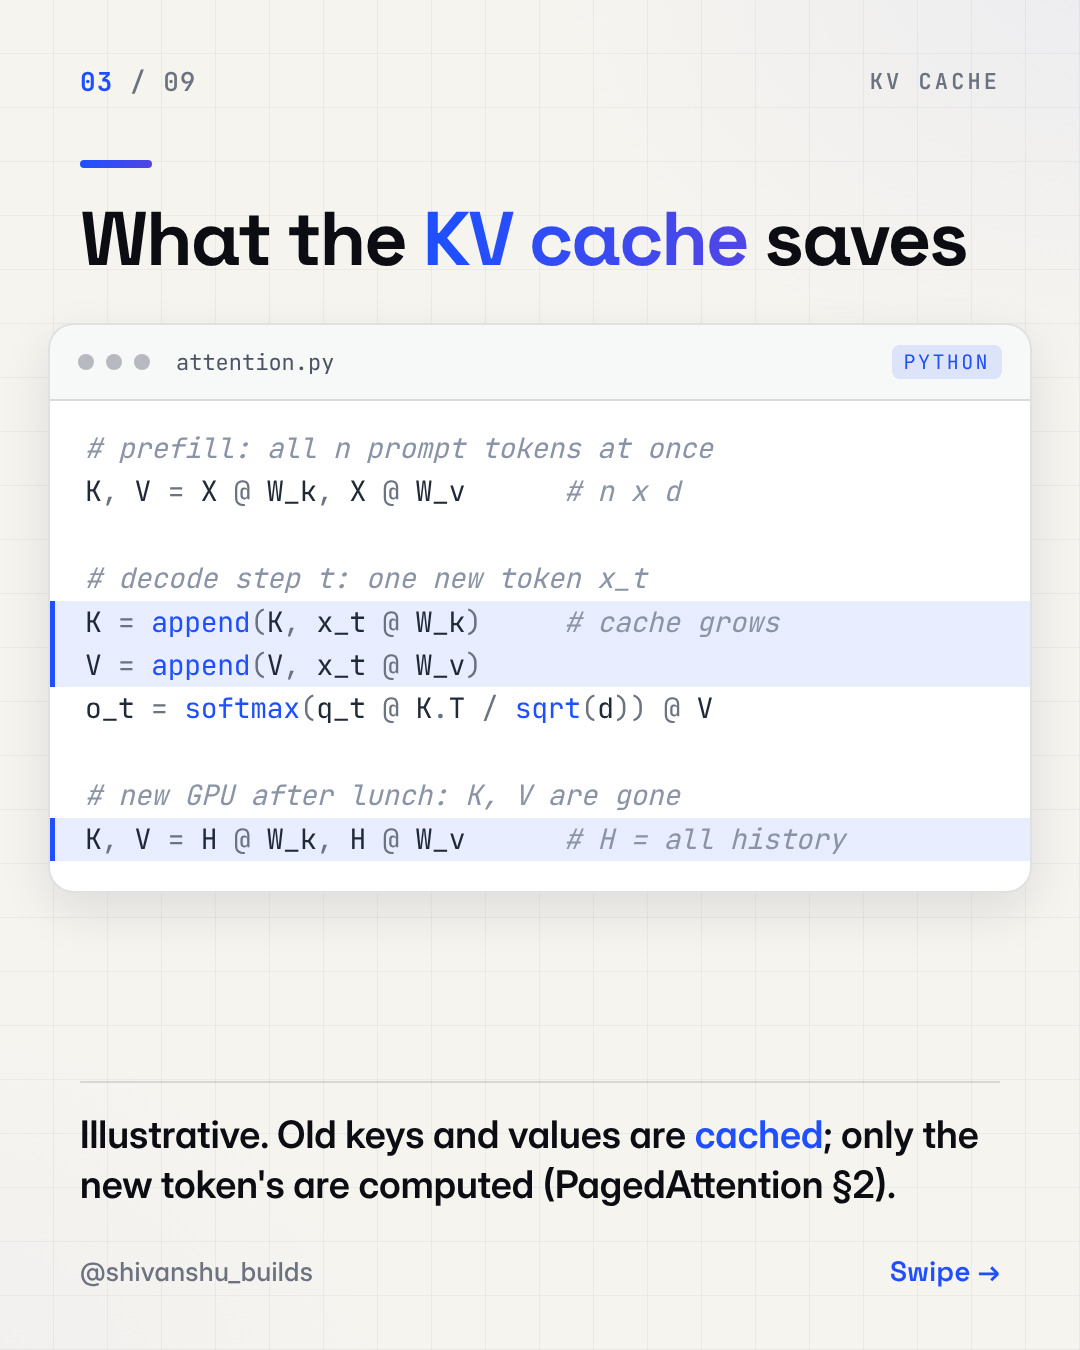 03 / 09
KV CACHE
What the KV cache saves
attention.py
PYTHON
# prefill: all n prompt tokens at once
K, V = X @ W_k, X @ W_v      # n x d
# decode step t: one new token x_t
K = append(K, x_t @ W_k)     # cache grows
V = append(V, x_t @ W_v)
o_t = softmax(q_t @ K.T / sqrt(d)) @ V
# new GPU after lunch: K, V are gone
K, V = H @ W_k, H @ W_v      # H = all history
Illustrative. Old keys and values are cached; only the
new token's are computed (PagedAttention §2).
@shivanshu_builds
Swipe →